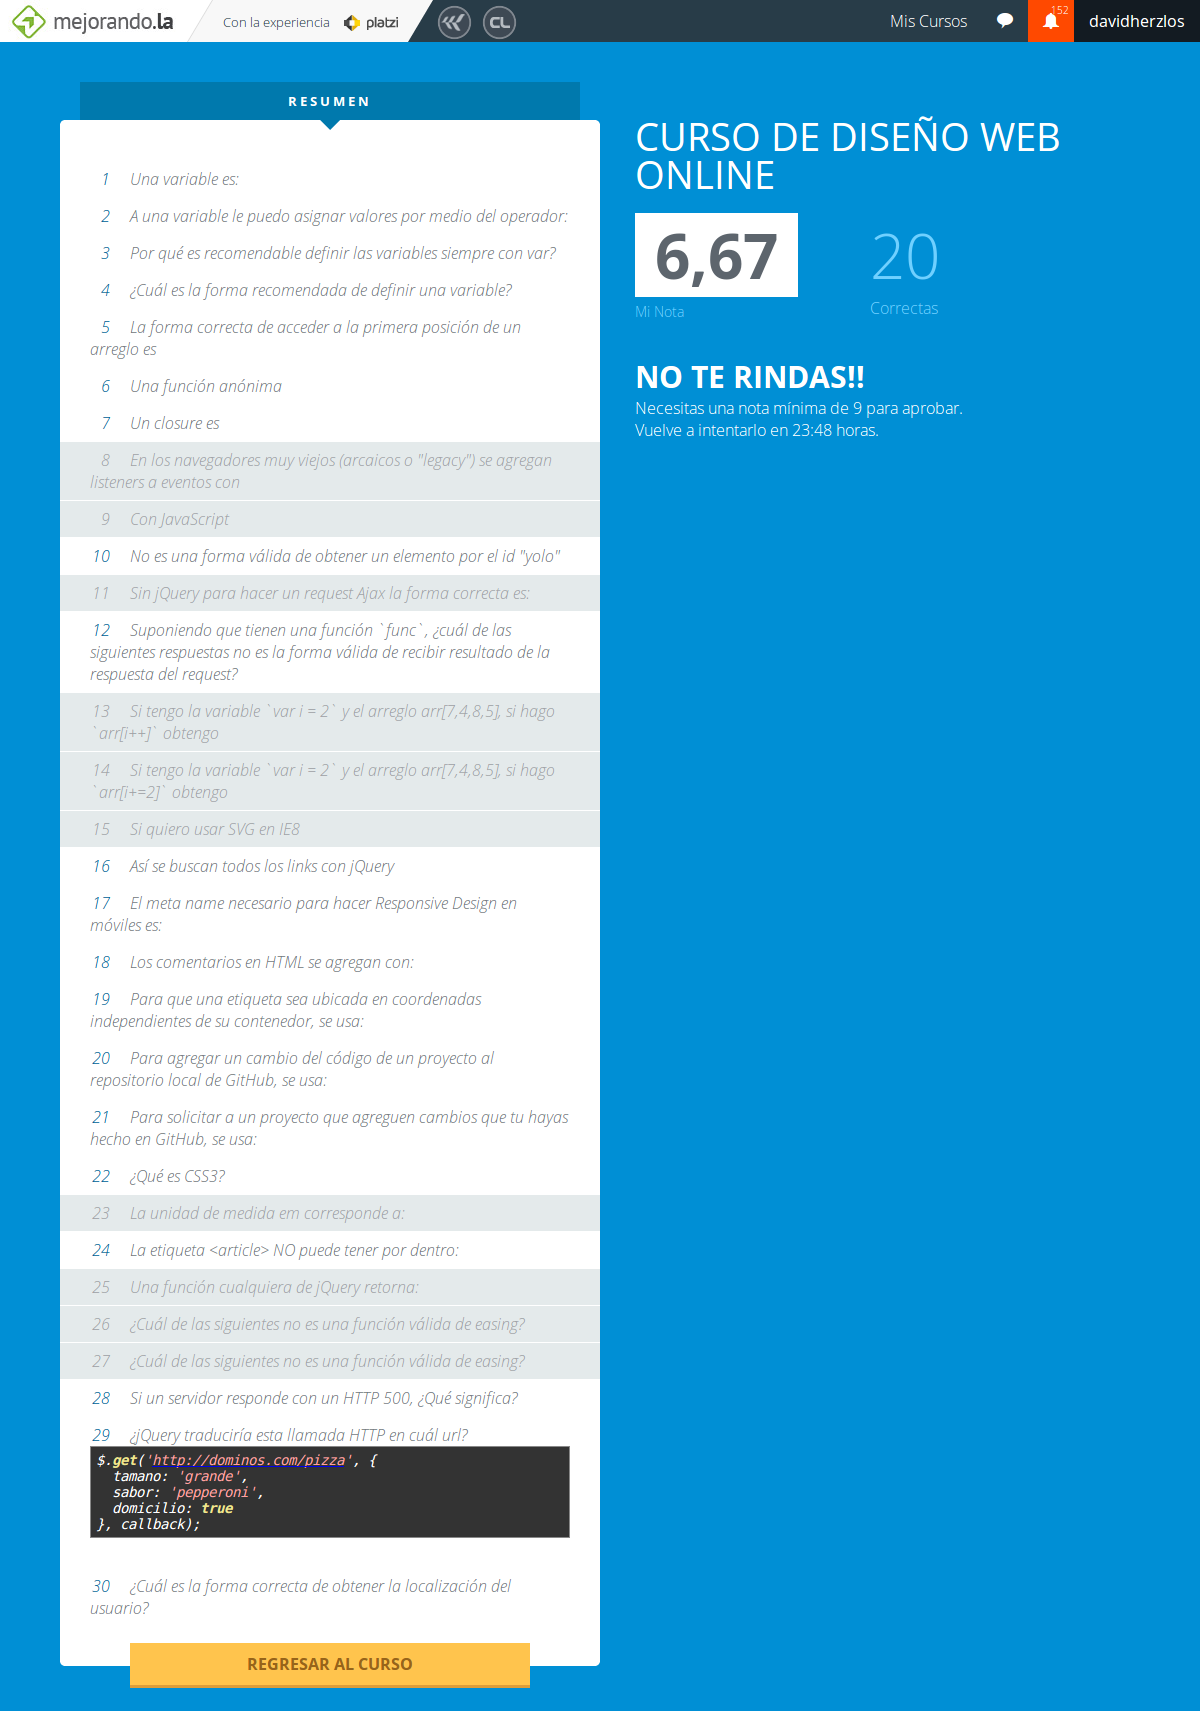 mejorando.la
Con la experiencia platzi
CL
Mis Cursos
152
davidherzlos
RESUMEN
1 Una variable es:
2 A una variable le puedo asignar valores por medio del operador:
3 Por qué es recomendable definir las variables siempre con var?
4 ¿Cuál es la forma recomendada de definir una variable?
5 La forma correcta de acceder a la primera posición de un
arreglo es
6 Una función anónima
7 Un closure es
8 En los navegadores muy viejos (arcaicos o "legacy") se agregan
listeners a eventos con
9 Con JavaScript
10 No es una forma válida de obtener un elemento por el id "yolo"
11 Sin jQuery para hacer un request Ajax la forma correcta es:
12 Suponiendo que tienen una función `func`, ¿cuál de las
siguientes respuestas no es la forma válida de recibir resultado de la
respuesta del request?
13 Si tengo la variable `var i = 2` y el arreglo arr[7,4,8,5], si hago
`arr[i++]` obtengo
14 Si tengo la variable `var i = 2` y el arreglo arr[7,4,8,5], si hago
`arr[i+=2]` obtengo
15 Si quiero usar SVG en IE8
16 Así se buscan todos los links con jQuery
17 El meta name necesario para hacer Responsive Design en
móviles es:
18 Los comentarios en HTML se agregan con:
19 Para que una etiqueta sea ubicada en coordenadas
independientes de su contenedor, se usa:
20 Para agregar un cambio del código de un proyecto al
repositorio local de GitHub, se usa:
21 Para solicitar a un proyecto que agreguen cambios que tu hayas
hecho en GitHub, se usa:
22 ¿Qué es CSS3?
23 La unidad de medida em corresponde a:
24 La etiqueta <article> NO puede tener por dentro:
25 Una función cualquiera de jQuery retorna:
26 ¿Cuál de las siguientes no es una función válida de easing?
27 ¿Cuál de las siguientes no es una función válida de easing?
28 Si un servidor responde con un HTTP 500, ¿Qué significa?
29 ¿jQuery traduciría esta llamada HTTP en cuál url?
$.get('http://dominos.com/pizza', {
tamano: 'grande',
sabor: 'pepperoni',
domicilio: true
}, callback);
30 ¿Cuál es la forma correcta de obtener la localización del
usuario?
REGRESAR AL CURSO
CURSO DE DISEÑO WEB
ONLINE
6,67
Mi Nota
20
Correctas
NO TE RINDAS!!
Necesitas una nota mínima de 9 para aprobar.
Vuelve a intentarlo en 23:48 horas.